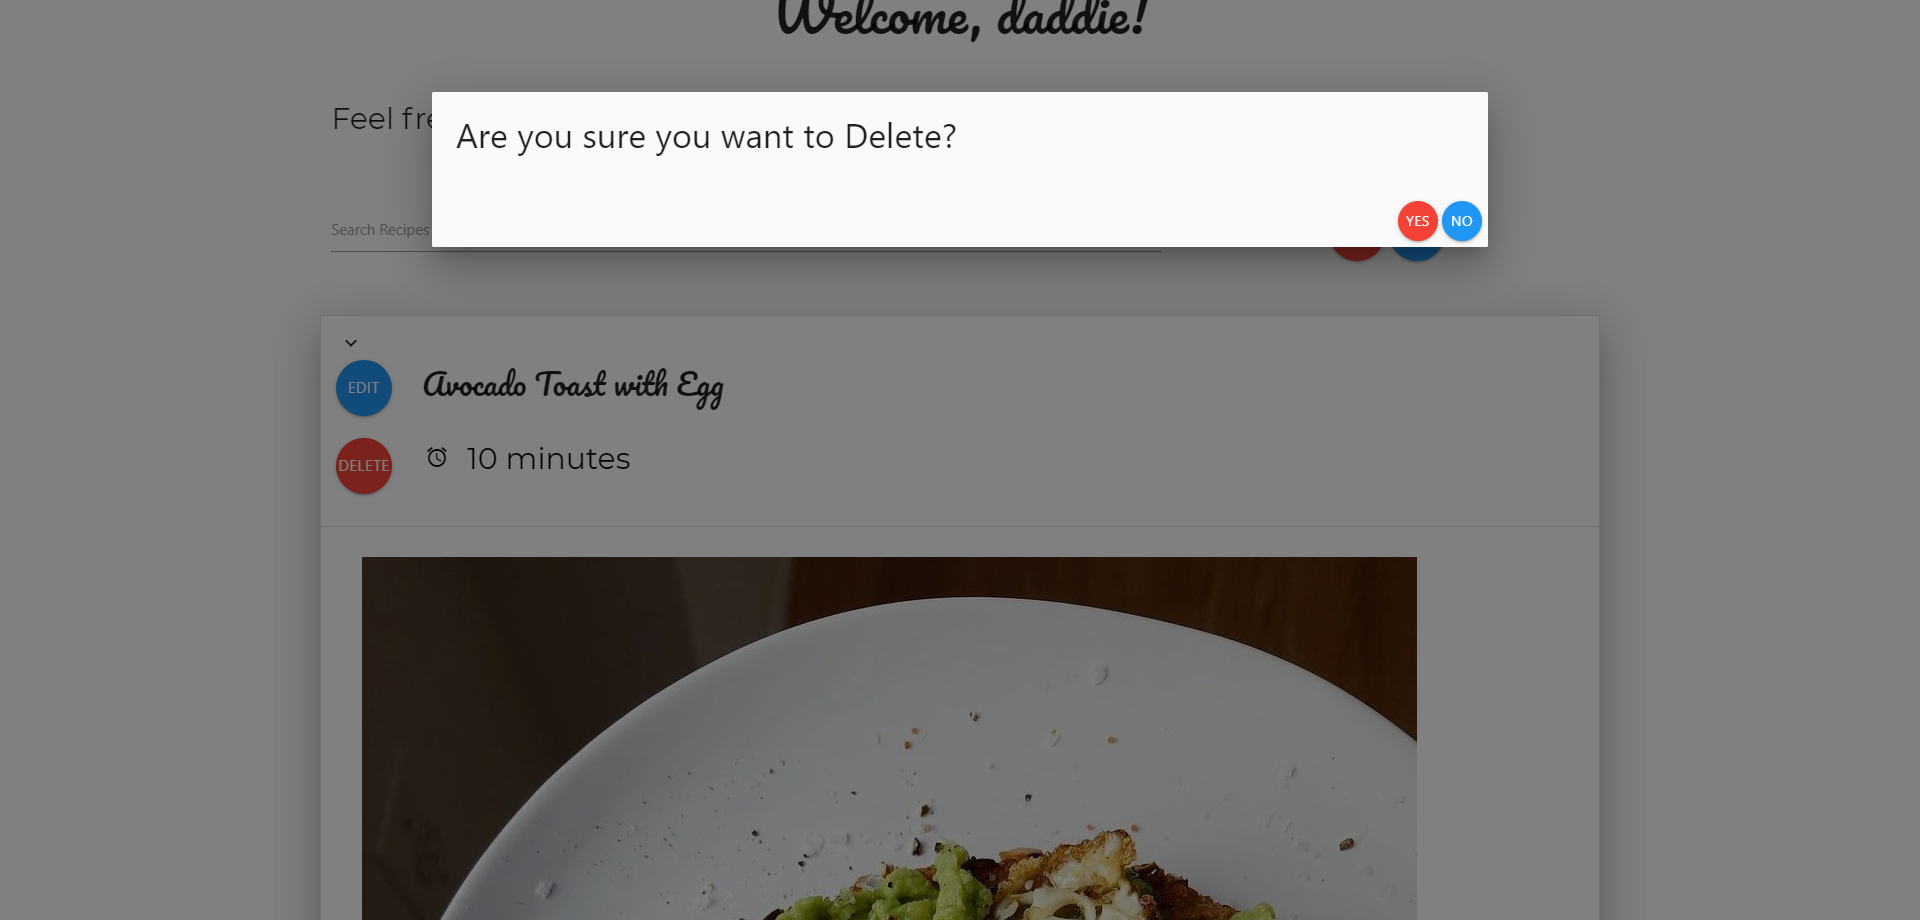 Welcome, daddie!
Feel fre
Are you sure you want to Delete?
YES NO
Search Recipes
EDIT
Avocado Toast with Egg
DELETE
10 minutes